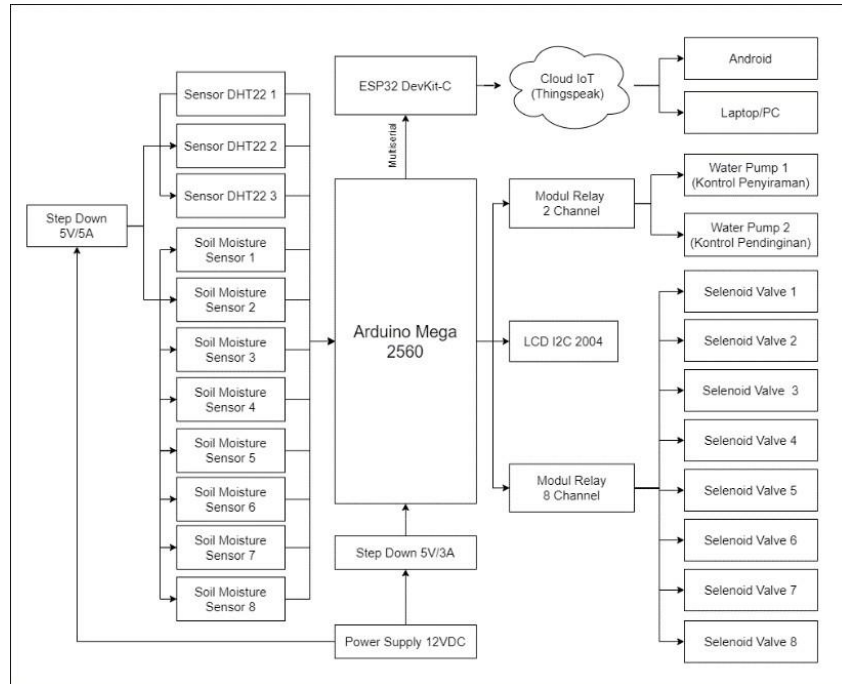 Sensor DHT22 1
Sensor DHT22 2
Sensor DHT22 3
Step Down
5V/5A
Soil Moisture
Sensor 1
Soil Moisture
Sensor 2
Soil Moisture
Sensor 3
Soil Moisture
Sensor 4
Soil Moisture
Sensor 5
Soil Moisture
Sensor 6
Soil Moisture
Sensor 7
Soil Moisture
Sensor 8
ESP32 DevKit-C
Multiserial
Arduino Mega
2560
Step Down 5V/3A
Power Supply 12VDC
Cloud IoT
(Thingspeak)
Android
Laptop/PC
Modul Relay
2 Channel
Water Pump 1
(Kontrol Penyiraman)
Water Pump 2
(Kontrol Pendinginan)
LCD I2C 2004
Modul Relay
8 Channel
Selenoid Valve 1
Selenoid Valve 2
Selenoid Valve 3
Selenoid Valve 4
Selenoid Valve 5
Selenoid Valve 6
Selenoid Valve 7
Selenoid Valve 8